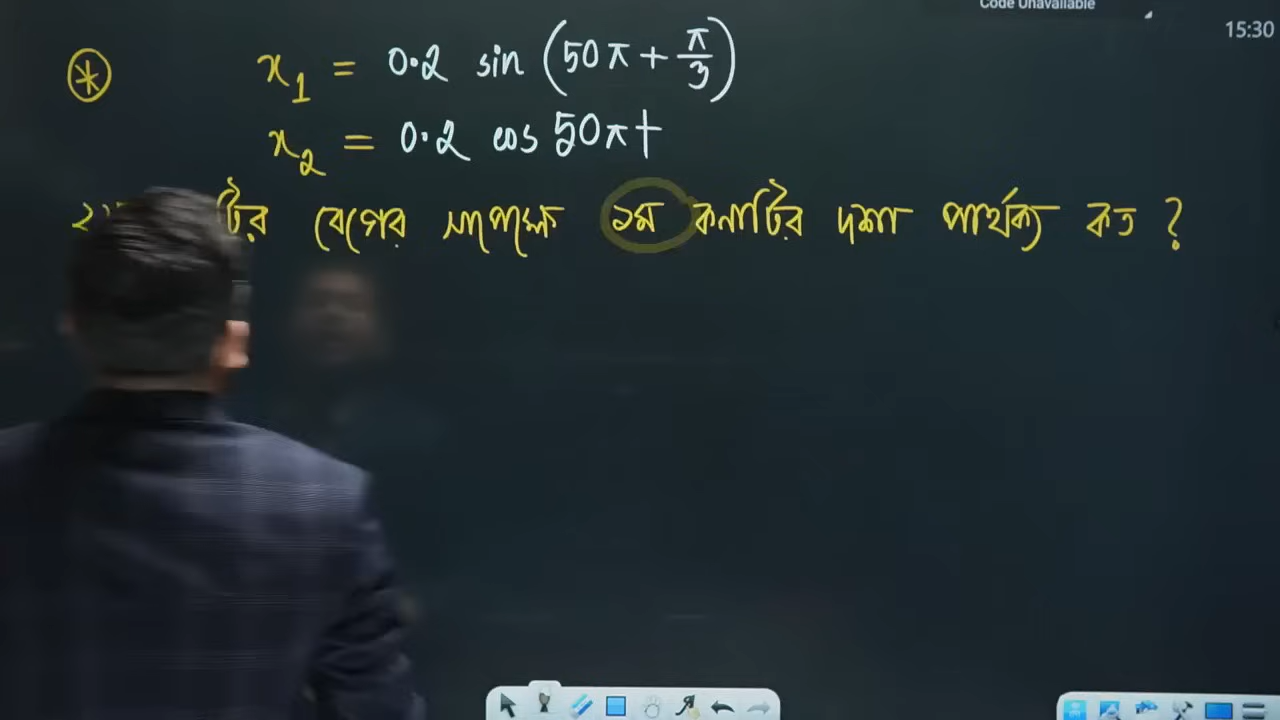 Code Unavailable
15:30
* x₁ = 0.2 sin (50π + π/3)
x₂ = 0.2 cos 50πt
বেগের সাপেক্ষে ১ম কনাটির দশা পার্থক্য কত ?